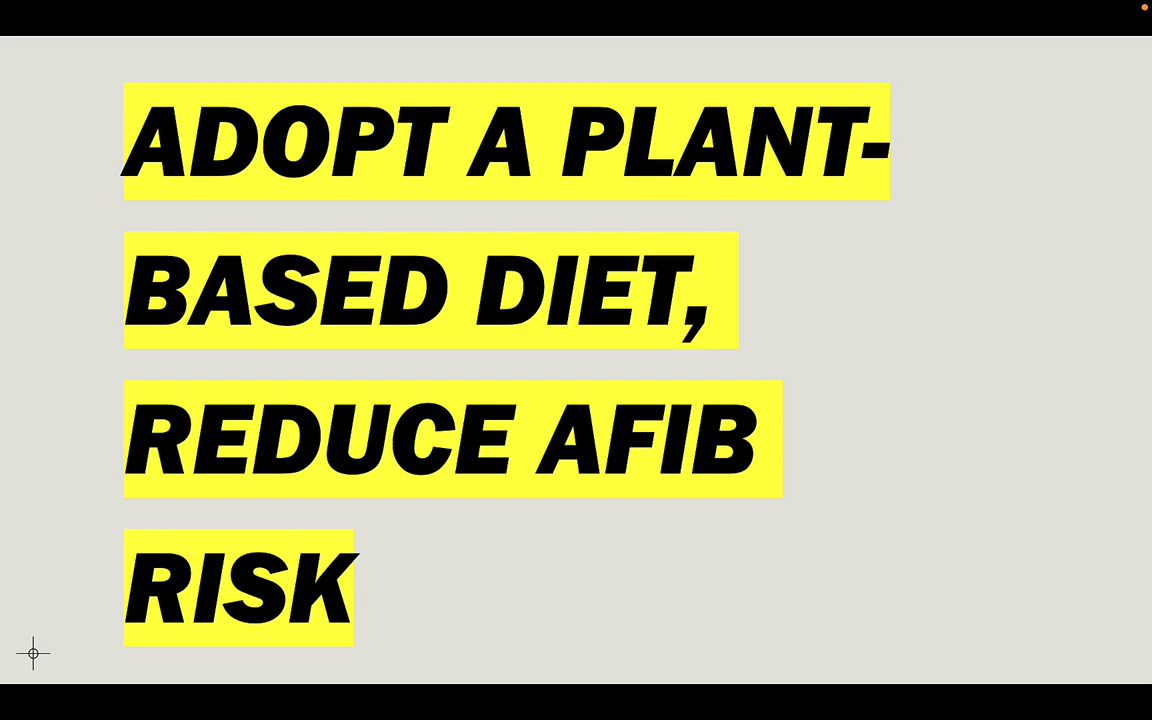 ADOPT A PLANT-
BASED DIET,
REDUCE AFIB
RISK